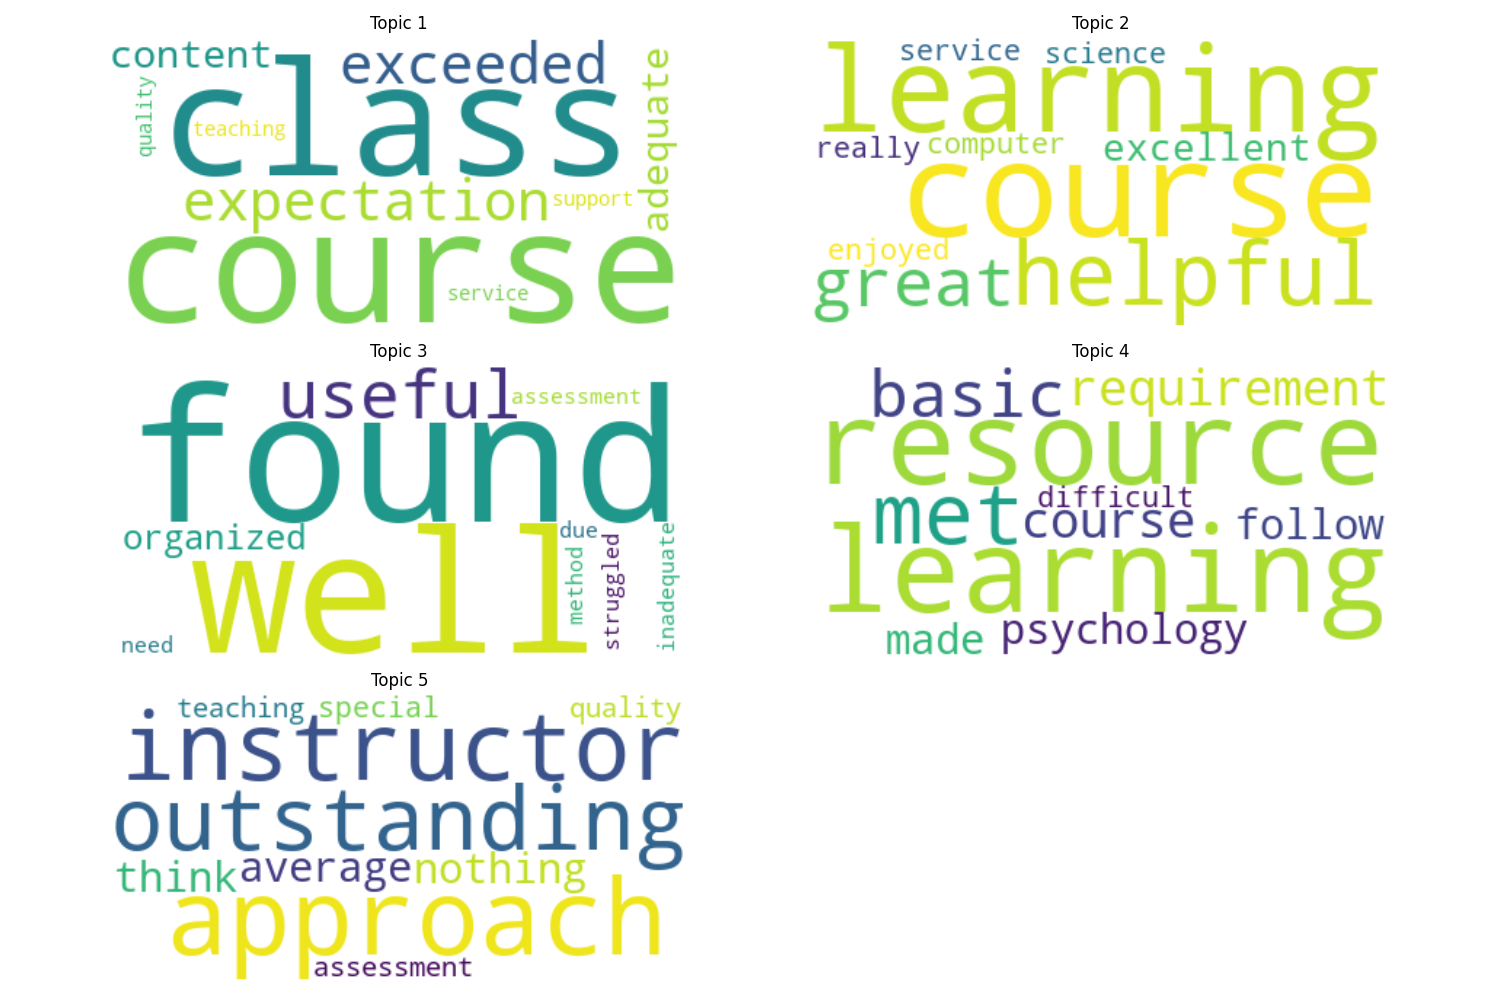 Topic 1
content
exceeded
adequate
quality
class
teaching
expectation
support
course
service
Topic 2
service science
learning
really computer excellent
course
enjoyed
great helpful
Topic 3
useful assessment
found
organized
due
well
method
struggled
inadequate
need
Topic 4
basic requirement
resource
difficult
met course follow
learning
made psychology
Topic 5
teaching special quality
instructor
outstanding
think average nothing
approach
assessment